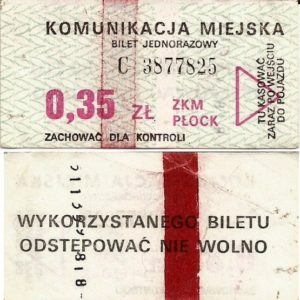 KOMUNIKACJA MIEJSKA
BILET JEDNORAZOWY
C 3877825
0,35 ZŁ ZKM
PŁOCK
ZACHOWAĆ DLA KONTROLI
TU KASOWAĆ
ZARAZ PO WEJŚCIU
DO POJAZDU
WYKORZYSTANEGO BILETU
ODSTĘPOWAĆ NIE WOLNO